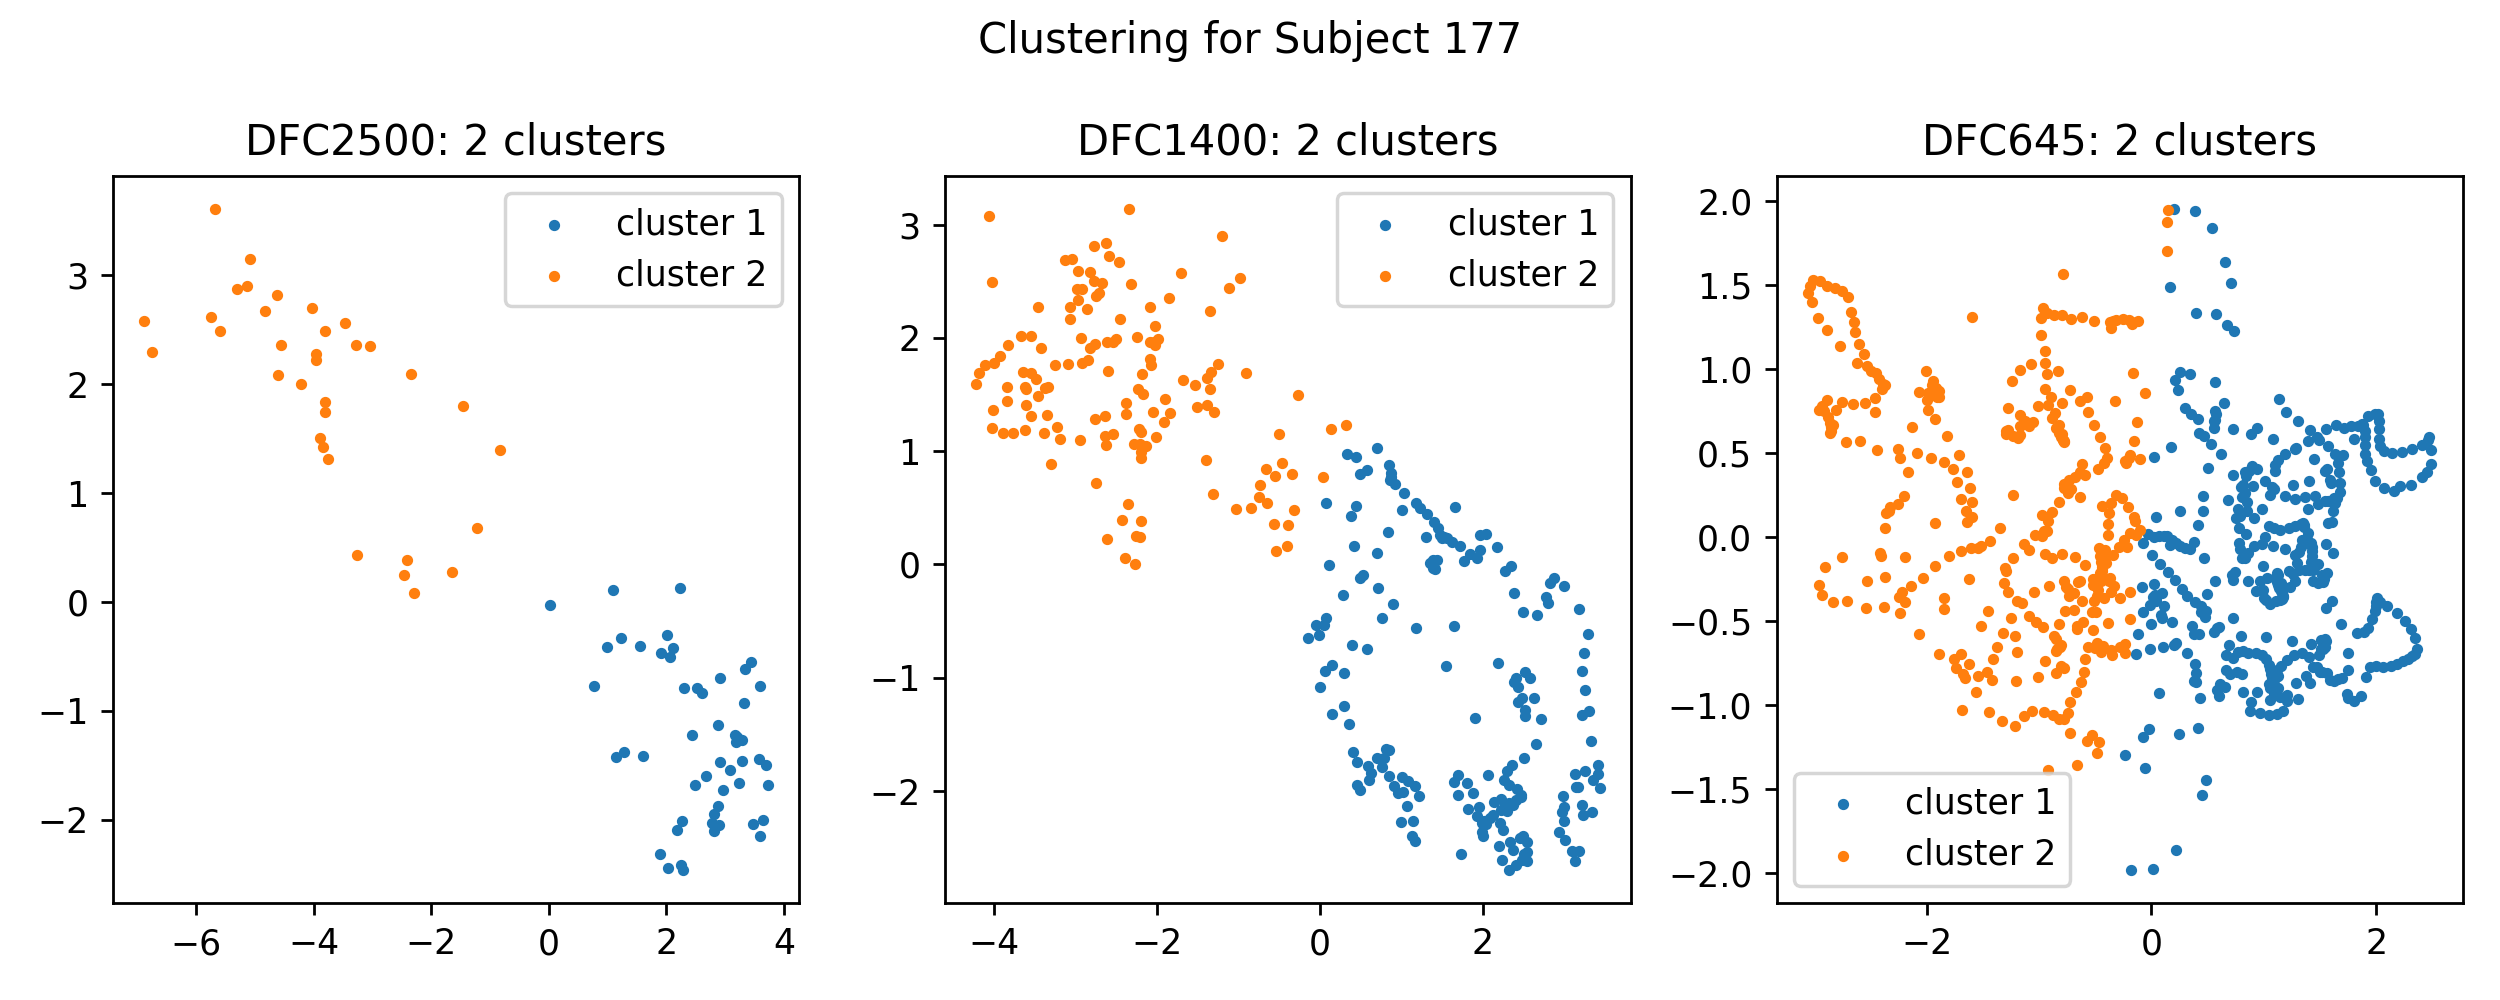 Clustering for Subject 177
DFC2500: 2 clusters
cluster 1
cluster 2
3
2
1
0
−1
−2
−6 −4 −2 0 2 4
DFC1400: 2 clusters
cluster 1
cluster 2
3
2
1
0
−1
−2
−4 −2 0 2
DFC645: 2 clusters
2.0
1.5
1.0
0.5
0.0
−0.5
−1.0
−1.5
−2.0
cluster 1
cluster 2
−2 0 2